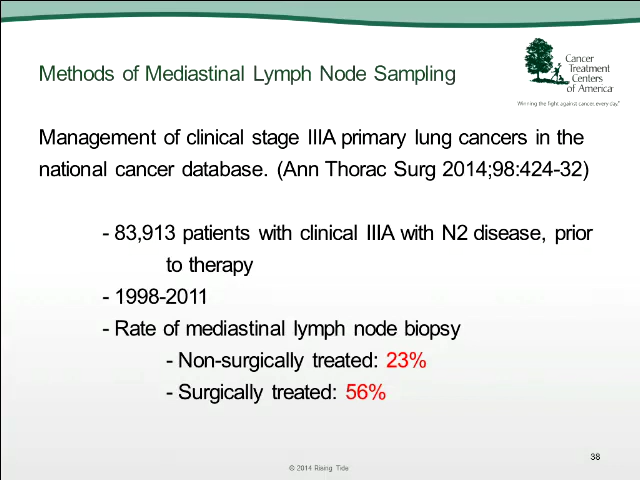 Methods of Mediastinal Lymph Node Sampling
Cancer
Treatment
Centers
of America
Winning the fight against cancer, every day.
Management of clinical stage IIIA primary lung cancers in the
national cancer database. (Ann Thorac Surg 2014;98:424-32)
- 83,913 patients with clinical IIIA with N2 disease, prior
to therapy
- 1998-2011
- Rate of mediastinal lymph node biopsy
- Non-surgically treated: 23%
- Surgically treated: 56%
38
© 2014 Rising Tide